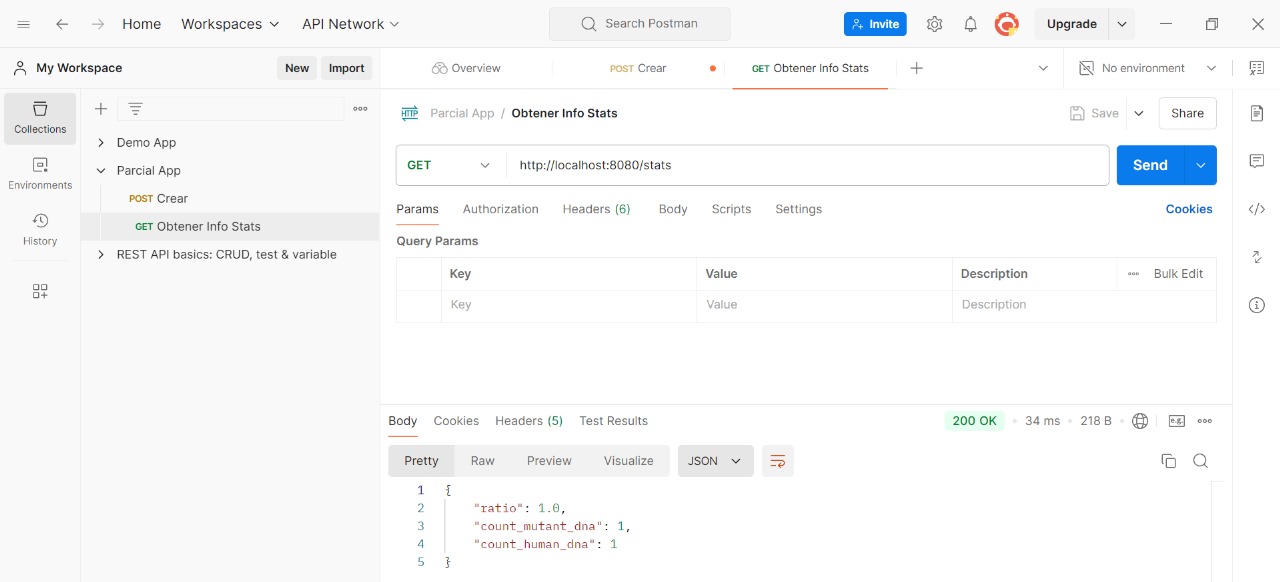 Home Workspaces API Network Search Postman Invite Upgrade
My Workspace New Import Overview POST Crear GET Obtener Info Stats No environment
Collections
Environments
History
Demo App
Parcial App
POST Crear
GET Obtener Info Stats
REST API basics: CRUD, test & variable
HTTP Parcial App / Obtener Info Stats Save Share
GET http://localhost:8080/stats Send
Params Authorization Headers (6) Body Scripts Settings Cookies
Query Params
Key Value Description Bulk Edit
Key Value Description
Body Cookies Headers (5) Test Results 200 OK 34 ms 218 B e.g.
Pretty Raw Preview Visualize JSON
1 {
2 "ratio": 1.0,
3 "count_mutant_dna": 1,
4 "count_human_dna": 1
5 }